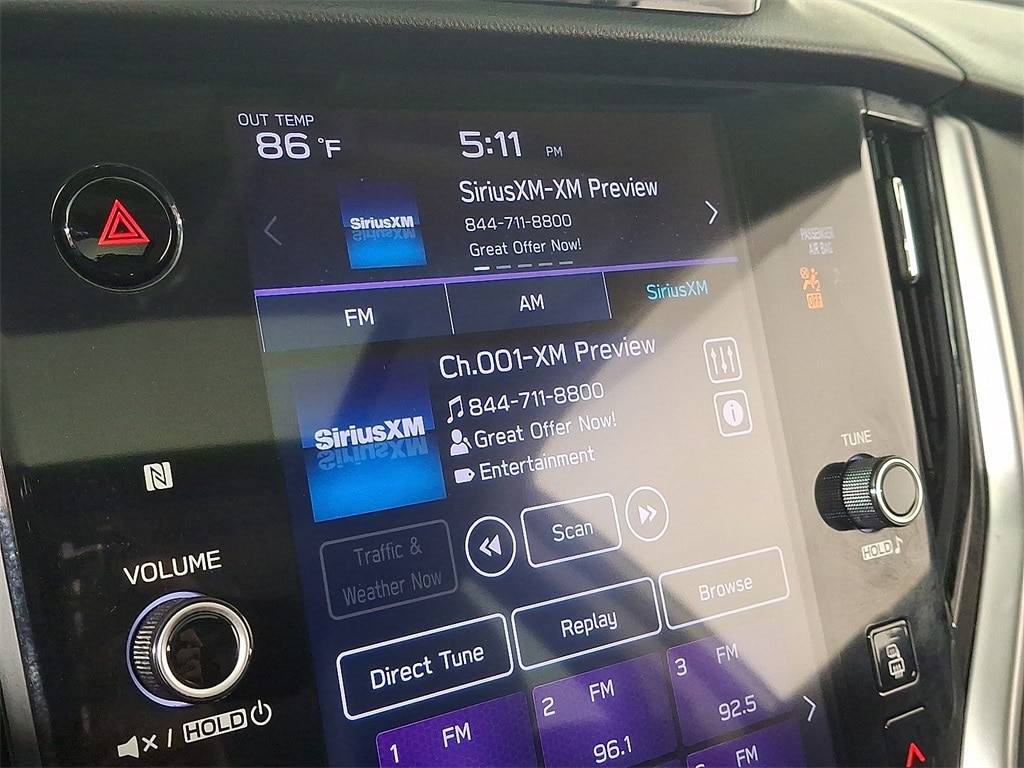 OUT TEMP
86 °F
5:11 PM
SiriusXM
SiriusXM-XM Preview
844-711-8800
Great Offer Now!
PASSENGER
AIR BAG
OFF
FM
AM
SiriusXM
SiriusXM
Ch.001-XM Preview
844-711-8800
Great Offer Now!
Entertainment
TUNE
HOLD
Traffic &
Weather Now
Scan
VOLUME
HOLD
Direct Tune
Replay
Browse
1 FM
2 FM
96.1
3 FM
92.5
6 FM